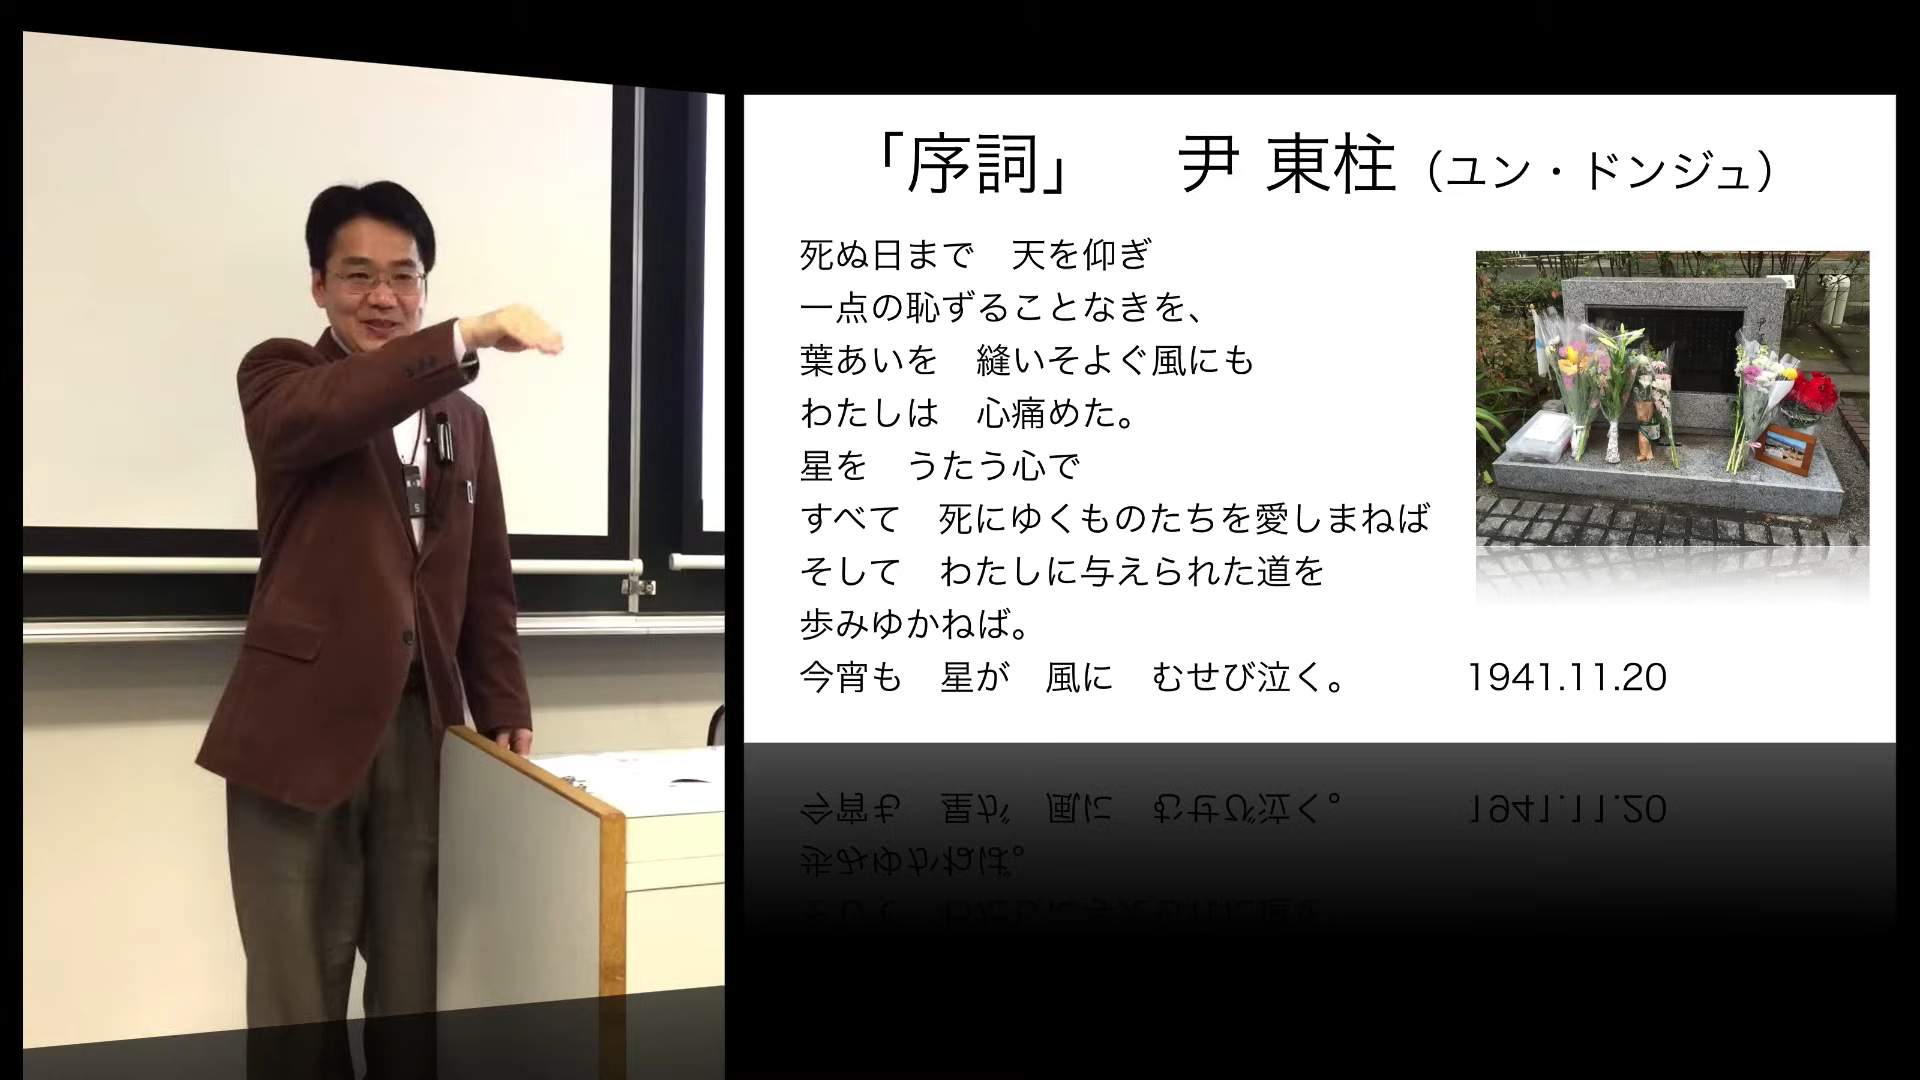 「序詞」　尹 東柱（ユン・ドンジュ）
死ぬ日まで　天を仰ぎ
一点の恥ずることなきを、
葉あいを　縫いそよぐ風にも
わたしは　心痛めた。
星を　うたう心で
すべて　死にゆくものたちを愛しまねば
そして　わたしに与えられた道を
歩みゆかねば。
今宵も　星が　風に　むせび泣く。　1941.11.20